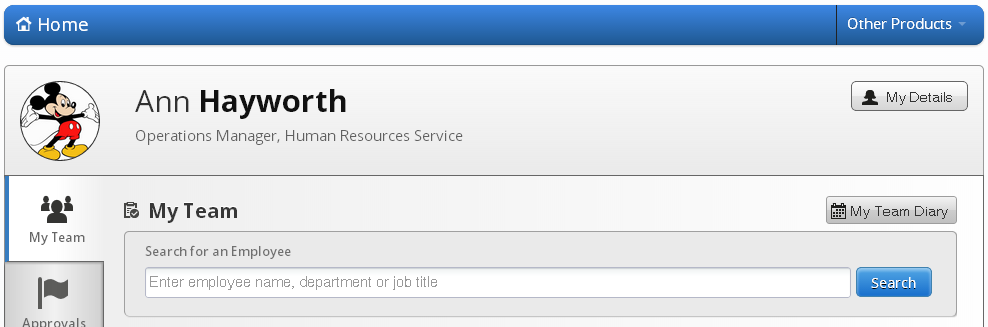 Home
Other Products
Ann Hayworth
My Details
Operations Manager, Human Resources Service
My Team
My Team
My Team Diary
Search for an Employee
Enter employee name, department or job title
Search
Approvals